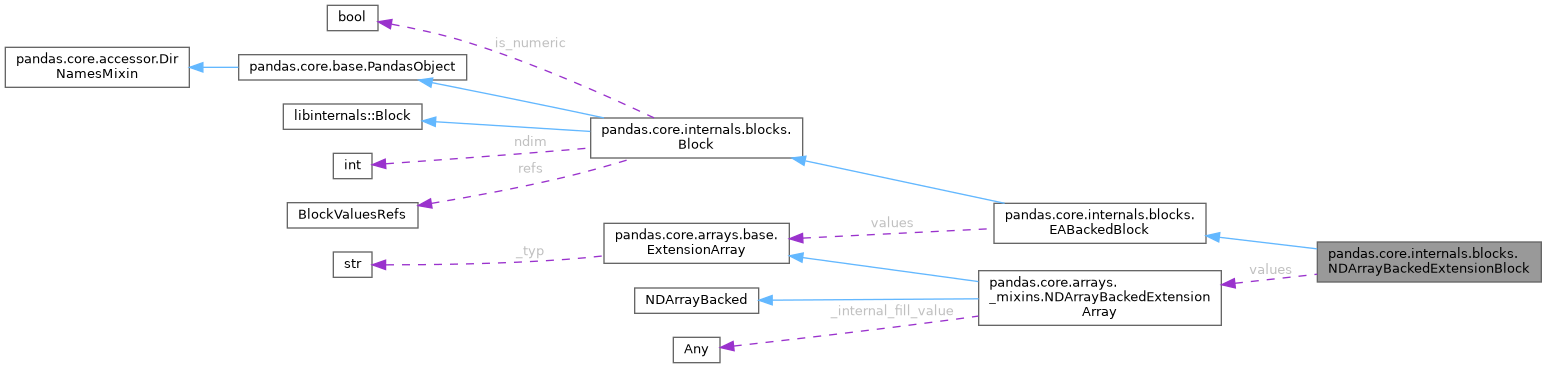 bool
is_numeric
pandas.core.accessor.Dir
NamesMixin
pandas.core.base.PandasObject
libinternals::Block
pandas.core.internals.blocks.
Block
ndim
int
refs
BlockValuesRefs
pandas.core.internals.blocks.
EABackedBlock
values
pandas.core.arrays.base.
ExtensionArray
_typ
str
pandas.core.internals.blocks.
NDArrayBackedExtensionBlock
values
pandas.core.arrays.
_mixins.NDArrayBackedExtension
Array
NDArrayBacked
_internal_fill_value
Any